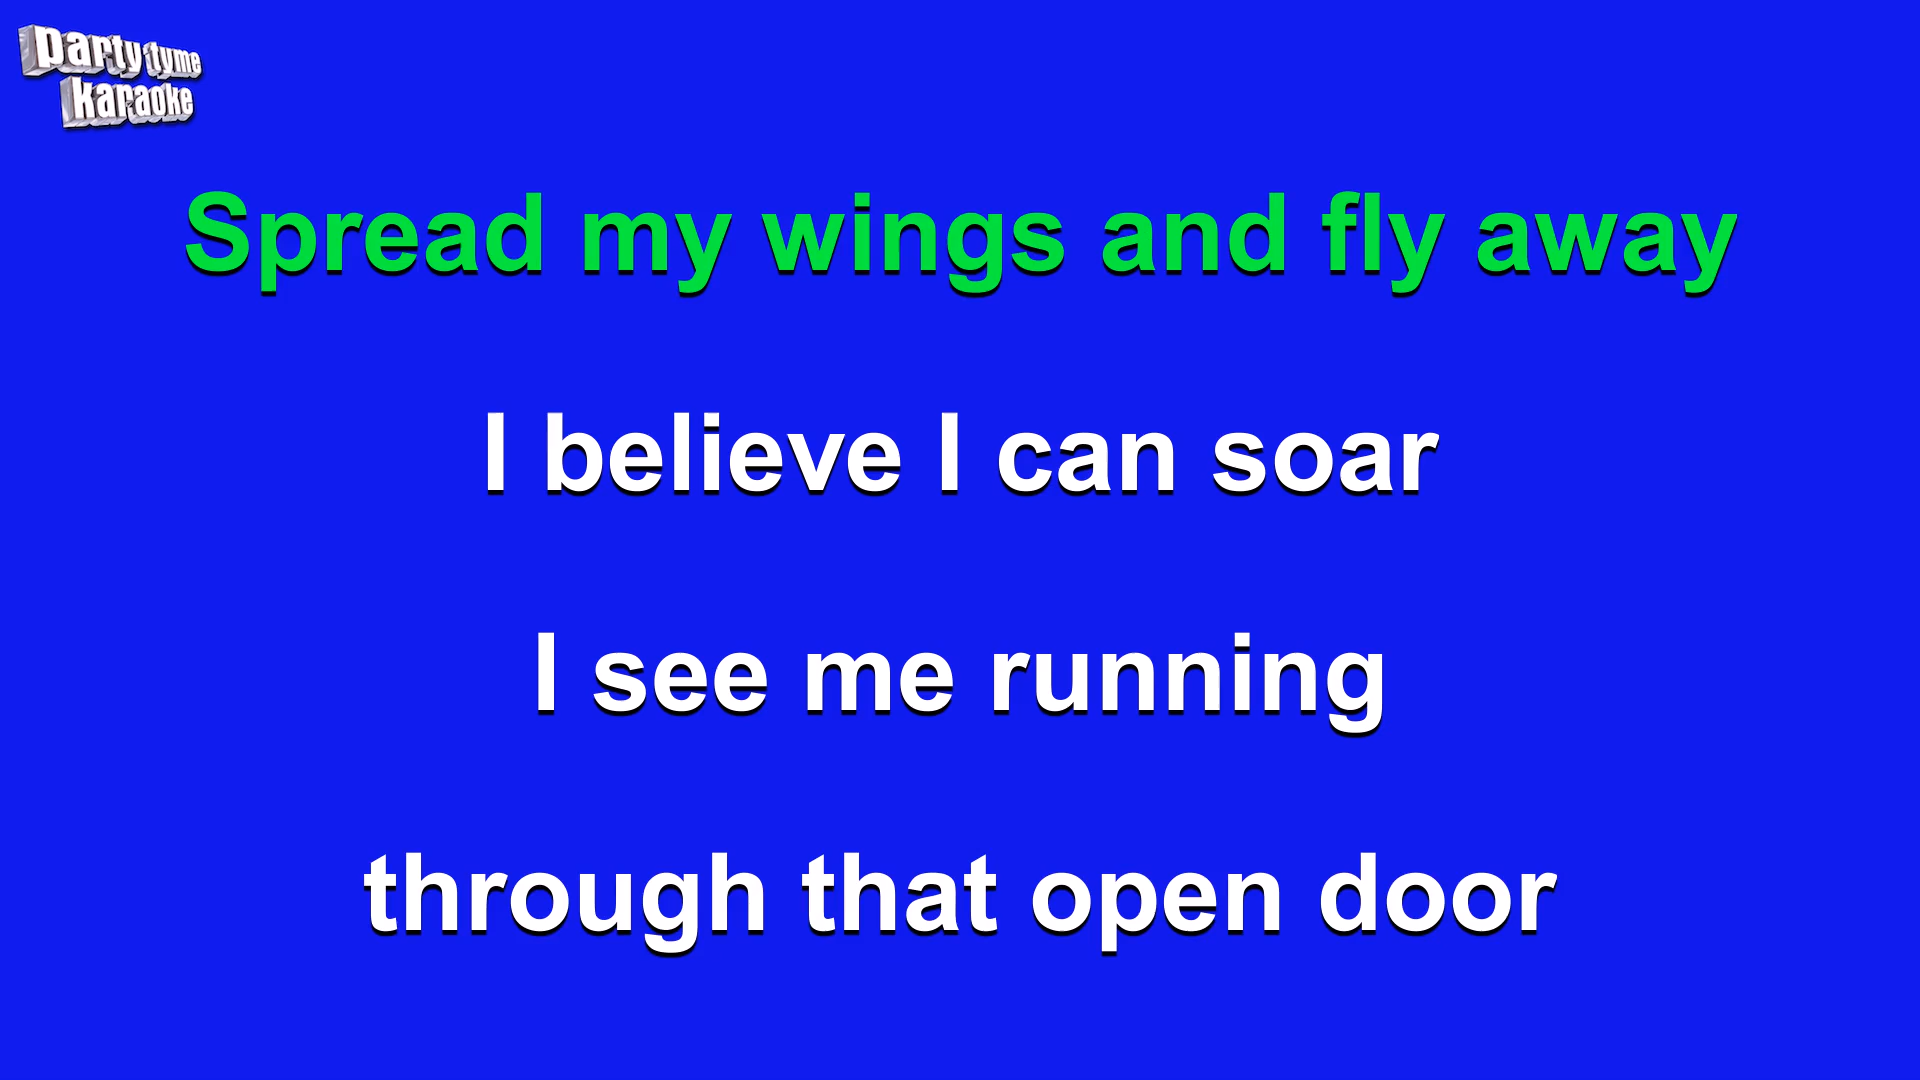 party tyme
karaoke
Spread my wings and fly away
I believe I can soar
I see me running
through that open door